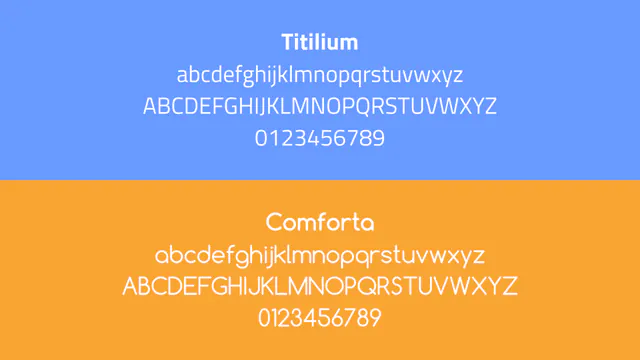 Titilium
abcdefghijklmnopqrstuvwxyz
ABCDEFGHIJKLMNOPQRSTUVWXYZ
0123456789
Comforta
abcdefghijklmnopqrstuvwxyz
ABCDEFGHIJKLMNOPQRSTUVWXYZ
0123456789